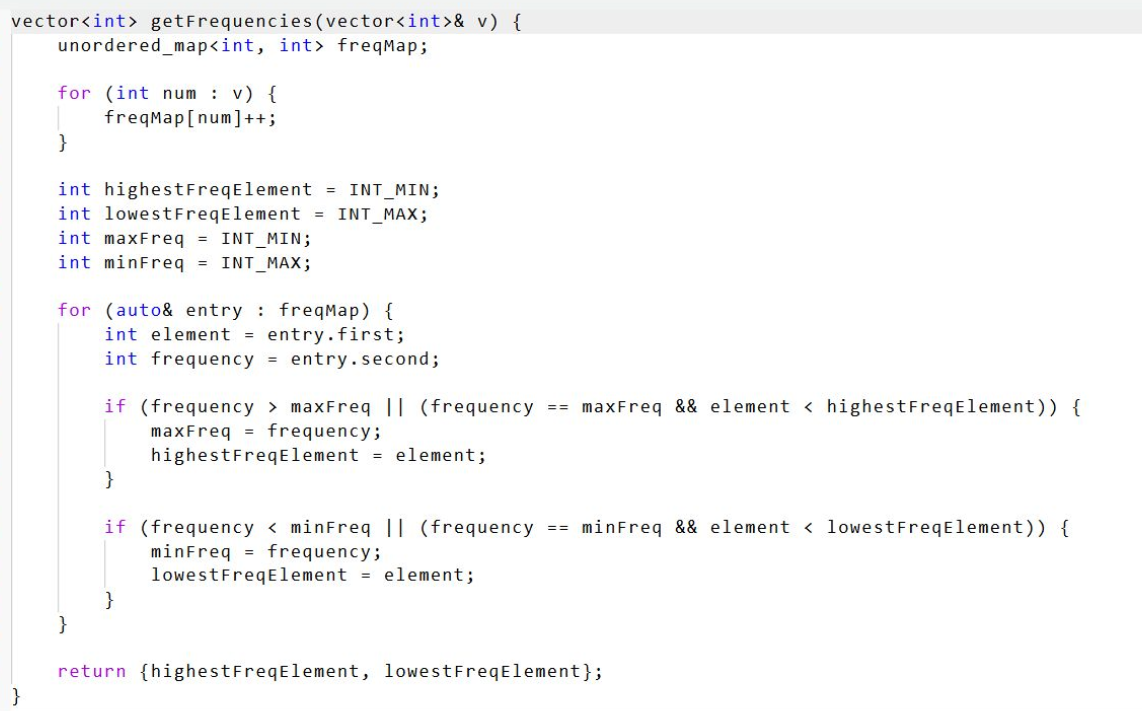 vector<int> getFrequencies(vector<int>& v) {
    unordered_map<int, int> freqMap;

    for (int num : v) {
        freqMap[num]++;
    }

    int highestFreqElement = INT_MIN;
    int lowestFreqElement = INT_MAX;
    int maxFreq = INT_MIN;
    int minFreq = INT_MAX;

    for (auto& entry : freqMap) {
        int element = entry.first;
        int frequency = entry.second;

        if (frequency > maxFreq || (frequency == maxFreq && element < highestFreqElement)) {
            maxFreq = frequency;
            highestFreqElement = element;
        }

        if (frequency < minFreq || (frequency == minFreq && element < lowestFreqElement)) {
            minFreq = frequency;
            lowestFreqElement = element;
        }
    }

    return {highestFreqElement, lowestFreqElement};
}